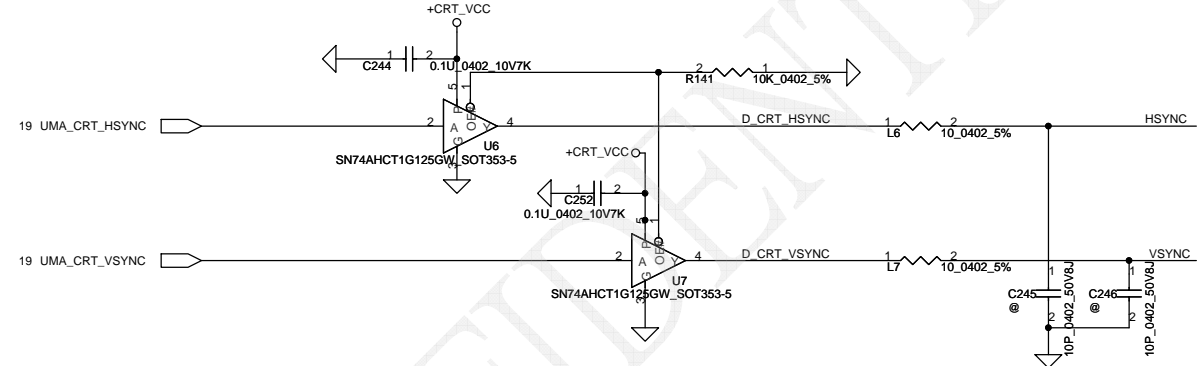 +CRT_VCC
1 2
C244 0.1U_0402_10V7K
2 1
R141 10K_0402_5%
5
1
P
OE#
19 UMA_CRT_HSYNC
2 A Y 4
G
3
U6
SN74AHCT1G125GW_SOT353-5
D_CRT_HSYNC
1 2
L6 10_0402_5%
HSYNC
+CRT_VCC
1 2
C252
0.1U_0402_10V7K
5
1
P
OE#
19 UMA_CRT_VSYNC
2 A Y 4
G
3
U7
SN74AHCT1G125GW_SOT353-5
D_CRT_VSYNC
1 2
L7 10_0402_5%
VSYNC
1
C245
@
2
10P_0402_50V8J
1
C246
@
2
10P_0402_50V8J